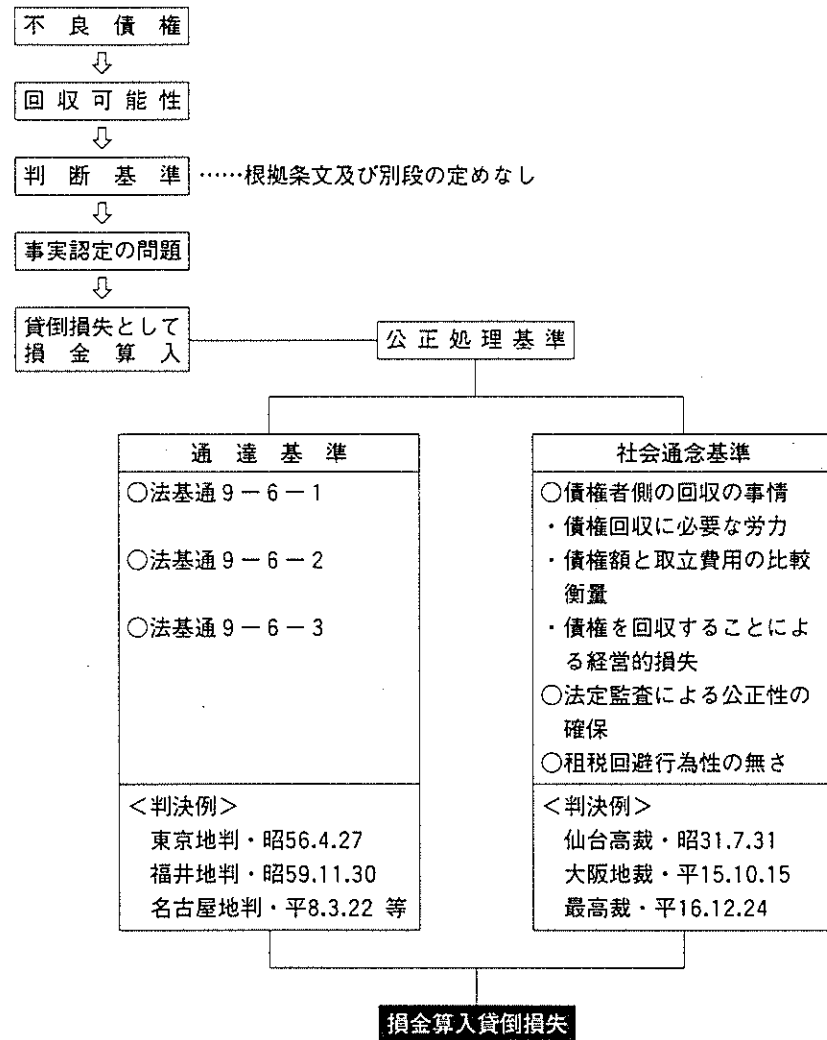 不良債権
回収可能性
判断基準 ……根拠条文及び別段の定めなし
事実認定の問題
貸倒損失として
損金算入
公正処理基準
通達基準
○法基通9－6－1
○法基通9－6－2
○法基通9－6－3
＜判決例＞
東京地判・昭56.4.27
福井地判・昭59.11.30
名古屋地判・平8.3.22 等
社会通念基準
○債権者側の回収の事情
・債権回収に必要な労力
・債権額と取立費用の比較
衡量
・債権を回収することによ
る経営的損失
○法定監査による公正性の
確保
○租税回避行為性の無さ
＜判決例＞
仙台高裁・昭31.7.31
大阪地裁・平15.10.15
最高裁・平16.12.24
損金算入貸倒損失